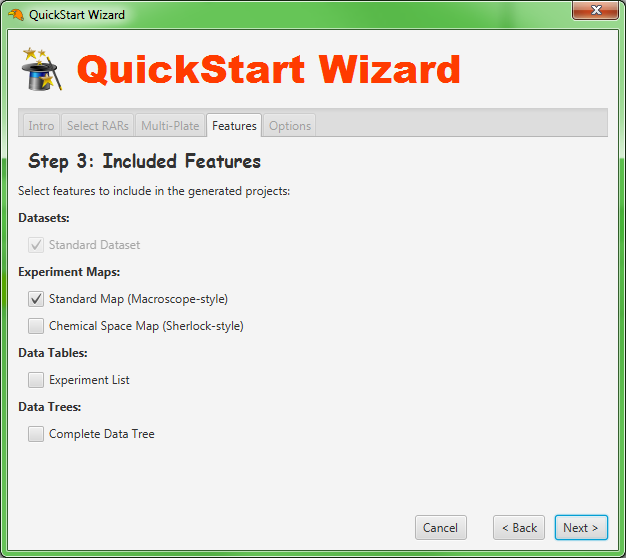 QuickStart Wizard
QuickStart Wizard
Intro Select RARs Multi-Plate Features Options
Step 3: Included Features
Select features to include in the generated projects:
Datasets:
Standard Dataset
Experiment Maps:
Standard Map (Macroscope-style)
Chemical Space Map (Sherlock-style)
Data Tables:
Experiment List
Data Trees:
Complete Data Tree
Cancel < Back Next >